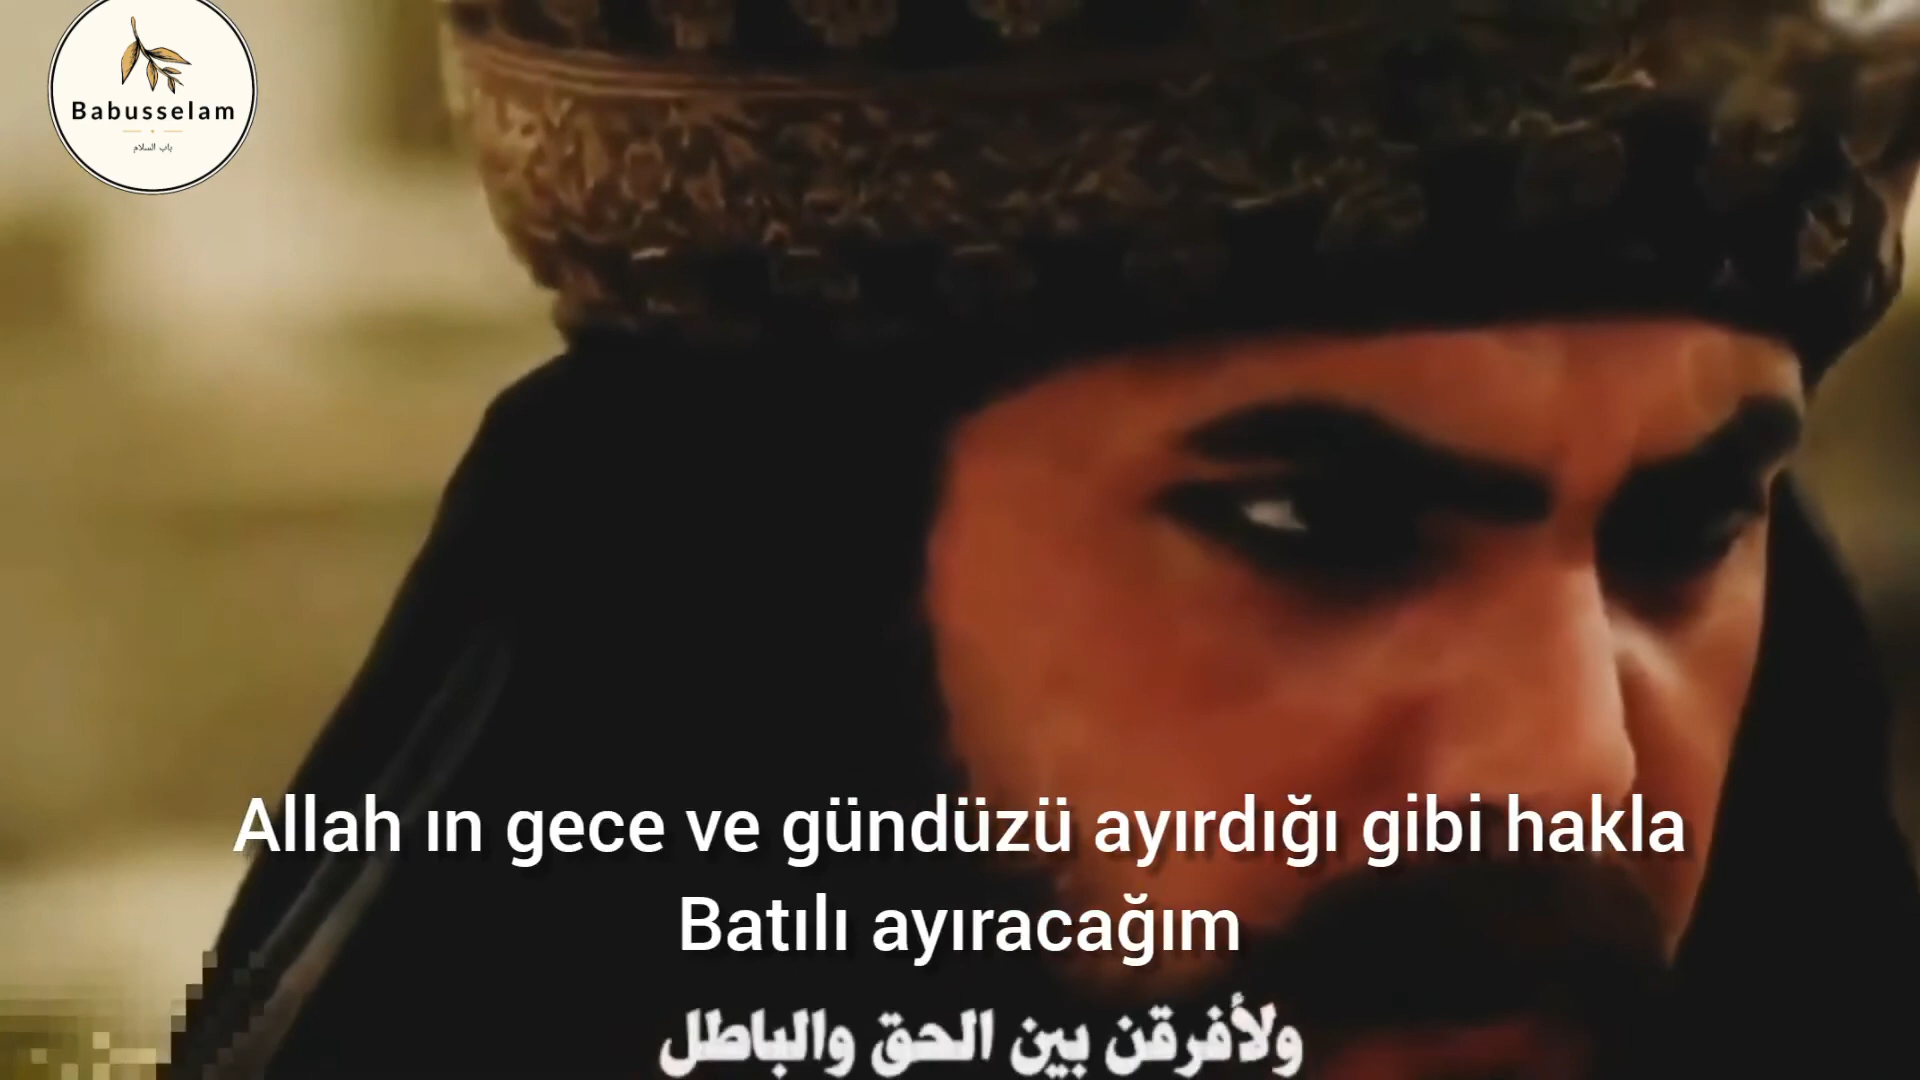 Babusselam
باب السلام
Allah ın gece ve gündüzü ayırdığı gibi hakla
Batılı ayıracağım
ولأفرقن بين الحق والباطل